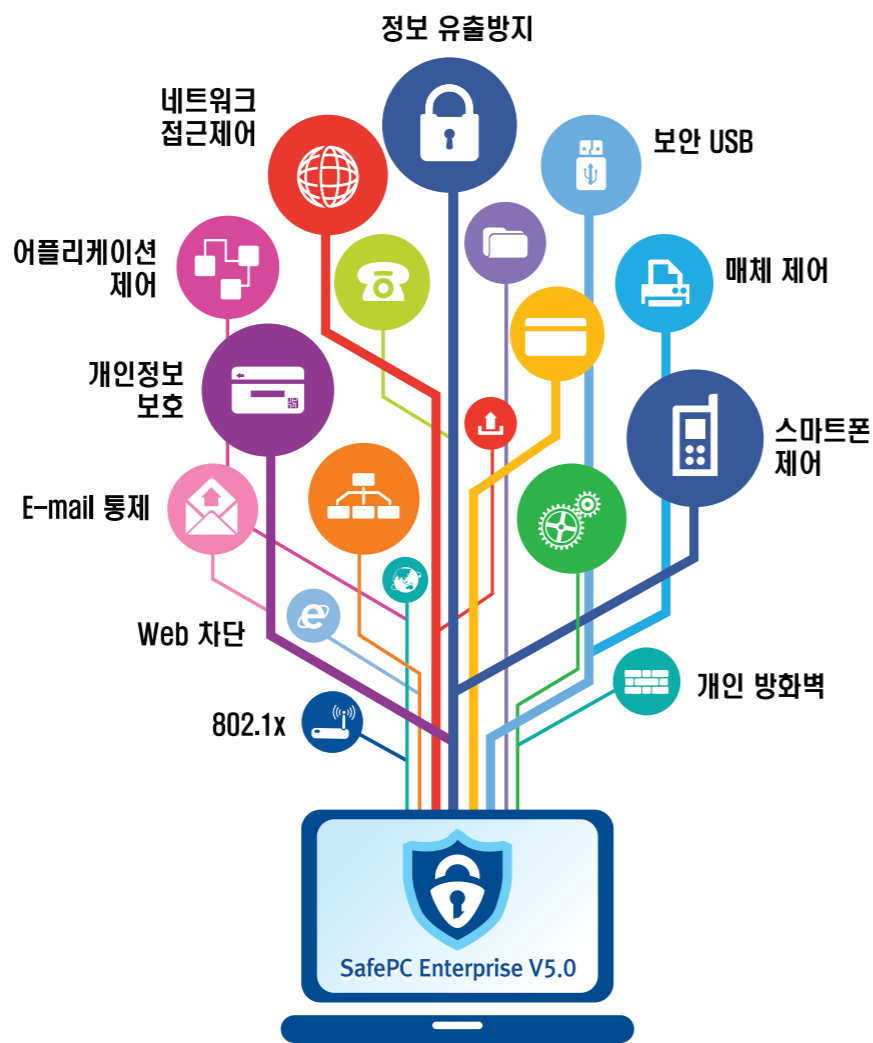 정보 유출방지
네트워크
접근제어
보안 USB
어플리케이션
제어
매체 제어
개인정보
보호
스마트폰
제어
E-mail 통제
Web 차단
개인 방화벽
802.1x
SafePC Enterprise V5.0